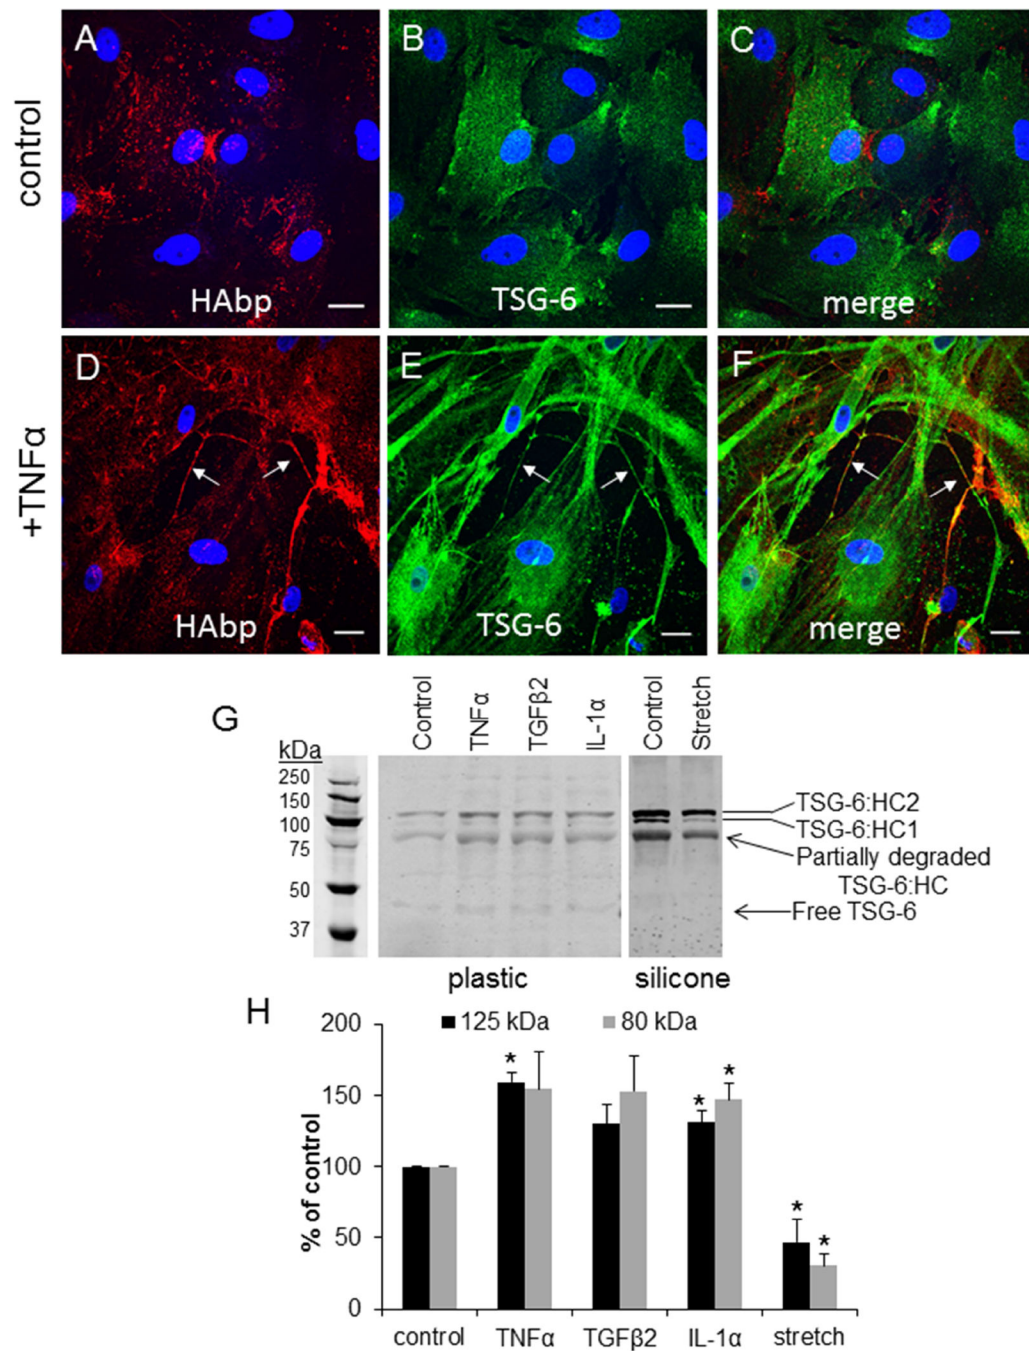 control
A
HAbp
B
TSG-6
C
merge
+TNFα
D
HAbp
E
TSG-6
F
merge
G
kDa
250
150
100
75
50
37
Control
TNFα
TGFβ2
IL-1α
Control
Stretch
TSG-6:HC2
TSG-6:HC1
Partially degraded
TSG-6:HC
Free TSG-6
plastic
silicone
H
125 kDa
80 kDa
% of control
200
150
100
50
0
*
*
*
*
*
control
TNFα
TGFβ2
IL-1α
stretch